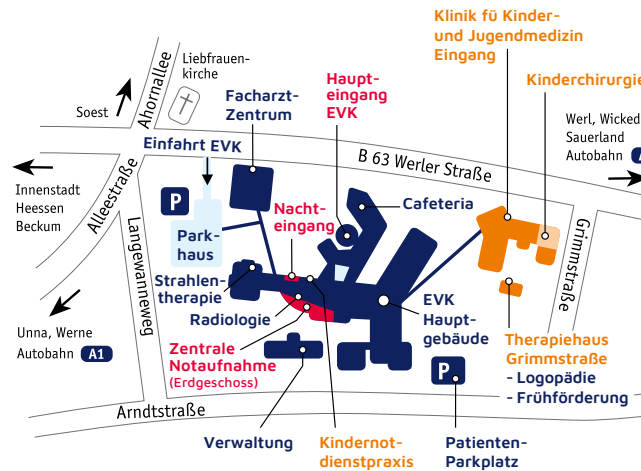 Klinik fü Kinder-
und Jugendmedizin
Eingang
Kinderchirurgie
Ahornallee
Liebfrauen-
kirche
Soest
Facharzt-
Zentrum
Haupt-
eingang
EVK
Werl, Wicked
Sauerland
Autobahn A
Einfahrt EVK
B 63 Werler Straße
Innenstadt
Heessen
Beckum
Alleestraße
P
Park-
haus
Nacht-
eingang
Cafeteria
Grimmstraße
Langewanneweg
Strahlen-
therapie
Radiologie
EVK
Haupt-
gebäude
Unna, Werne
Autobahn A1
Zentrale
Notaufnahme
(Erdgeschoss)
Therapiehaus
Grimmstraße
- Logopädie
- Frühförderung
P
Arndtstraße
Verwaltung
Kindernot-
dienstpraxis
Patienten-
Parkplatz